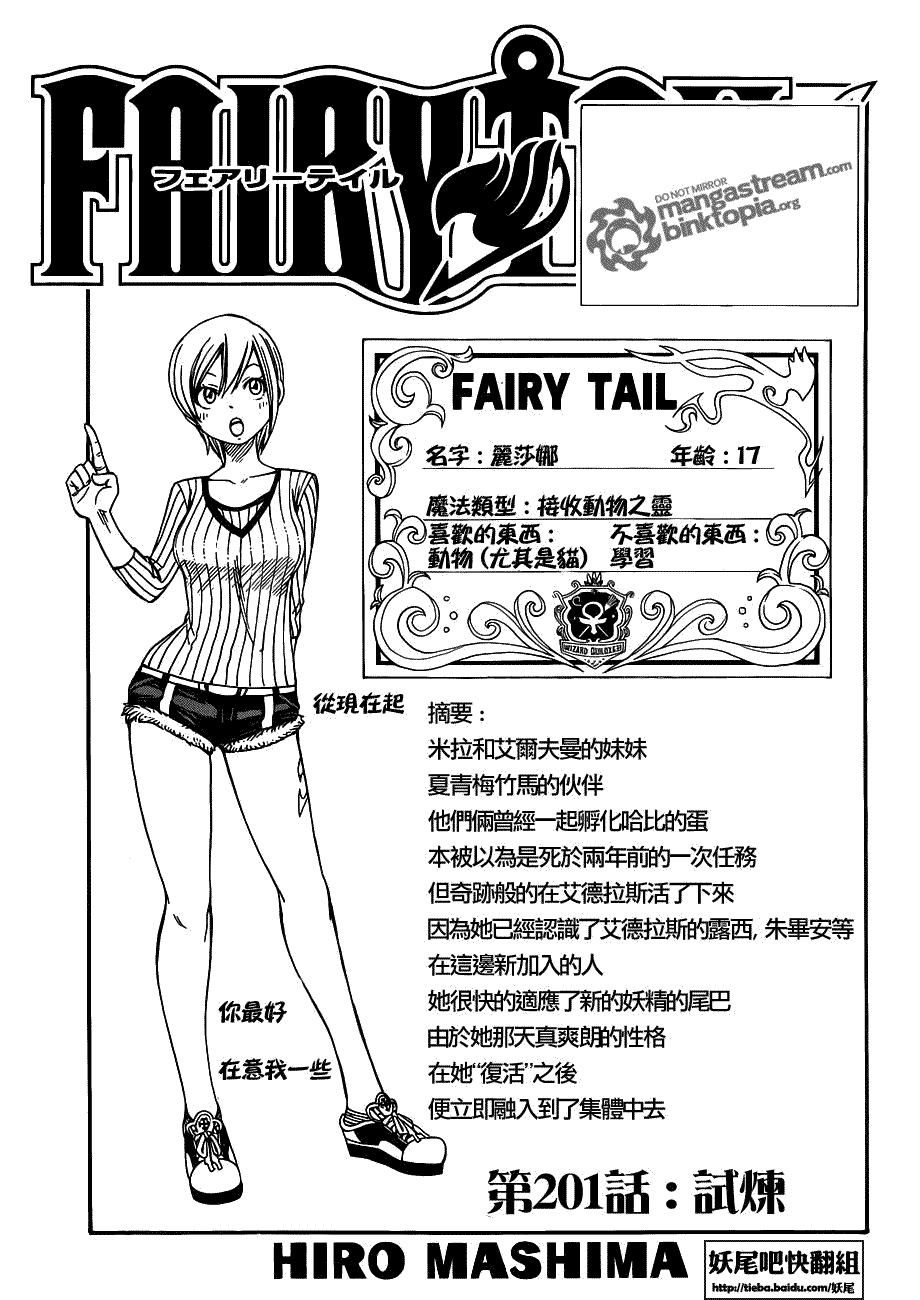 FAIRY TAIL
フェアリーテイル
DO NOT MIRROR
mangastream.com
binktopia.org
FAIRY TAIL
名字：麗莎娜 年齡：17
魔法類型：接收動物之靈
喜歡的東西： 不喜歡的東西：
動物(尤其是貓) 學習
從現在起
摘要：
米拉和艾爾夫曼的妹妹
夏青梅竹馬的伙伴
他們倆曾經一起孵化哈比的蛋
本被以為是死於兩年前的一次任務
但奇跡般的在艾德拉斯活了下來
因為她已經認識了艾德拉斯的露西, 朱畢安等
在這邊新加入的人
她很快的適應了新的妖精的尾巴
由於她那天真爽朗的性格
在她“復活”之後
便立即融入到了集體中去
你最好
在意我一些
第201話：試煉
HIRO MASHIMA
妖尾吧快翻組
http://tieba.baidu.com/妖尾